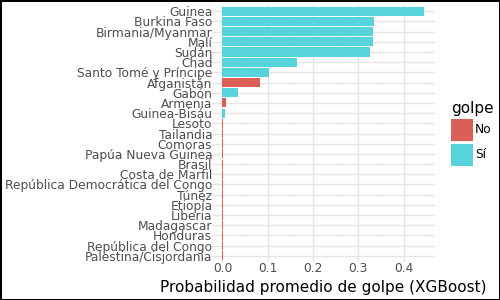 Guinea
Burkina Faso
Birmania/Myanmar
Malí
Sudán
Chad
Santo Tomé y Príncipe
Afganistán
Gabón
Armenia
Guinea-Bisáu
Lesoto
Tailandia
Comoras
Papúa Nueva Guinea
Brasil
Costa de Marfil
República Democrática del Congo
Túnez
Etiopía
Liberia
Madagascar
Honduras
República del Congo
Palestina/Cisjordania
0.0 0.1 0.2 0.3 0.4
Probabilidad promedio de golpe (XGBoost)
golpe
No
Sí